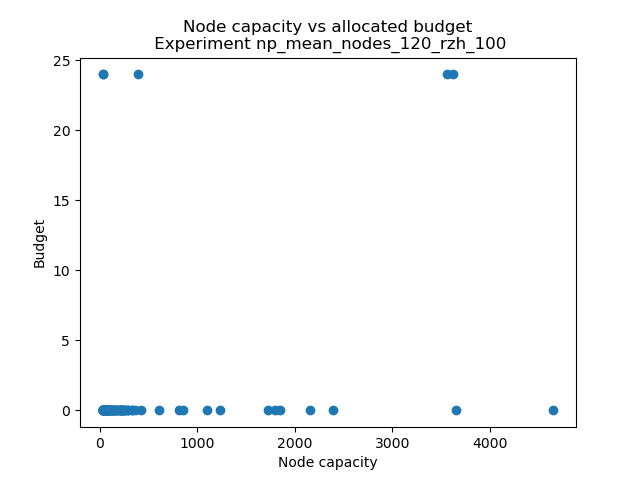 Node capacity vs allocated budget
Experiment np_mean_nodes_120_rzh_100
25
20
15
10
5
0
Budget
0 1000 2000 3000 4000
Node capacity